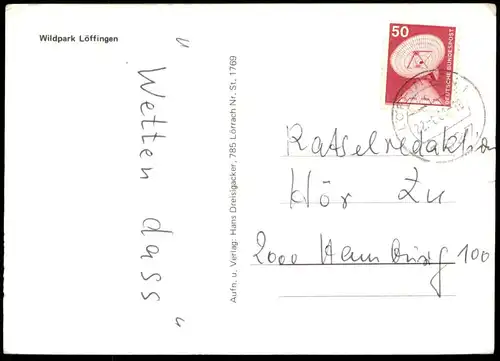 Wildpark Löffingen
„Wetten dass"
Aufn. u. Verlag: Hans Dreisigacker, 785 Lörrach Nr. St. 1769
50
DEUTSCHE BUNDESPOST
Rätselredaktion
Hör Zu
2000 Hamburg 100